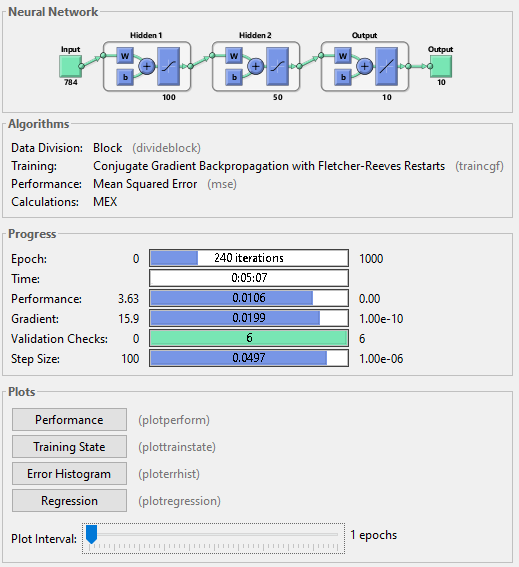 Neural Network
Hidden 1 Hidden 2 Output
Input Output
W W W
+ + +
b b b
784 10
100 50 10
Algorithms
Data Division: Block (divideblock)
Training: Conjugate Gradient Backpropagation with Fletcher-Reeves Restarts (traincgf)
Performance: Mean Squared Error (mse)
Calculations: MEX
Progress
Epoch: 0 240 iterations 1000
Time: 0:05:07
Performance: 3.63 0.0106 0.00
Gradient: 15.9 0.0199 1.00e-10
Validation Checks: 0 6 6
Step Size: 100 0.0497 1.00e-06
Plots
Performance (plotperform)
Training State (plottrainstate)
Error Histogram (ploterrhist)
Regression (plotregression)
Plot Interval: 1 epochs